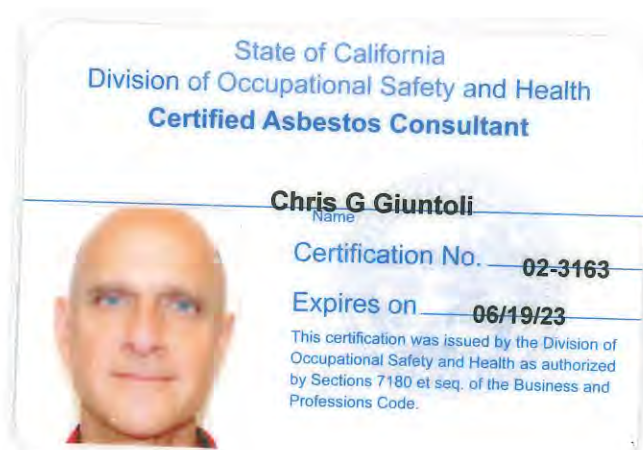 State of California
Division of Occupational Safety and Health
Certified Asbestos Consultant
Chris G Giuntoli
Name
Certification No. 02-3163
Expires on 06/19/23
This certification was issued by the Division of
Occupational Safety and Health as authorized
by Sections 7180 et seq. of the Business and
Professions Code.